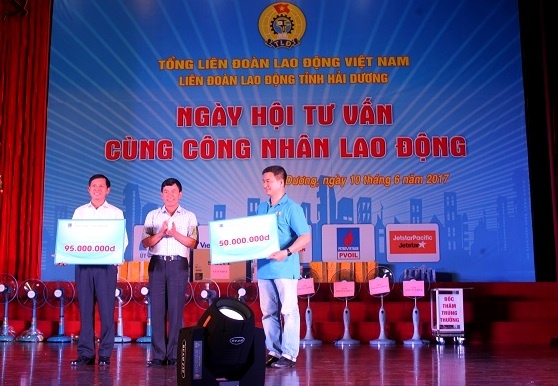 T.L.Đ
TỔNG LIÊN ĐOÀN LAO ĐỘNG VIỆT NAM
LIÊN ĐOÀN LAO ĐỘNG TỈNH HẢI DƯƠNG
NGÀY HỘI TƯ VẤN
CÙNG CÔNG NHÂN LAO ĐỘNG
Dương, ngày 10 tháng 6 năm 2017
95.000.000đ
50.000.000đ
PETROVIETNAM
PVOIL
JetstarPacific
Jetstar
HÒM
THĂM
TRÚNG
THƯỞNG